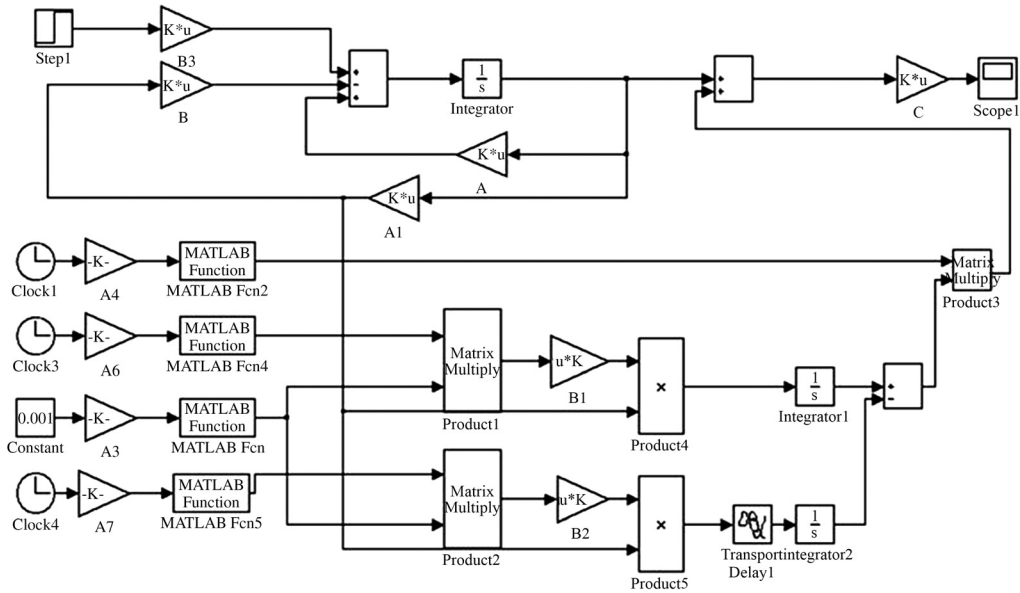 K*u
Step1
B3
K*u
B
+
-
+
1
s
Integrator
+
+
K*u
C
Scope1
K*u
A
K*u
A1
Clock1
-K-
A4
MATLAB
Function
MATLAB Fcn2
Matrix
Multiply
Product3
Clock3
-K-
A6
MATLAB
Function
MATLAB Fcn4
Matrix
Multiply
Product1
u*K
B1
×
Product4
1
s
Integrator1
+
-
0.001
Constant
-K-
A3
MATLAB
Function
MATLAB Fcn
Clock4
-K-
A7
MATLAB
Function
MATLAB Fcn5
Matrix
Multiply
Product2
u*K
B2
×
Product5
Transportintegrator2
Delay1
1
s